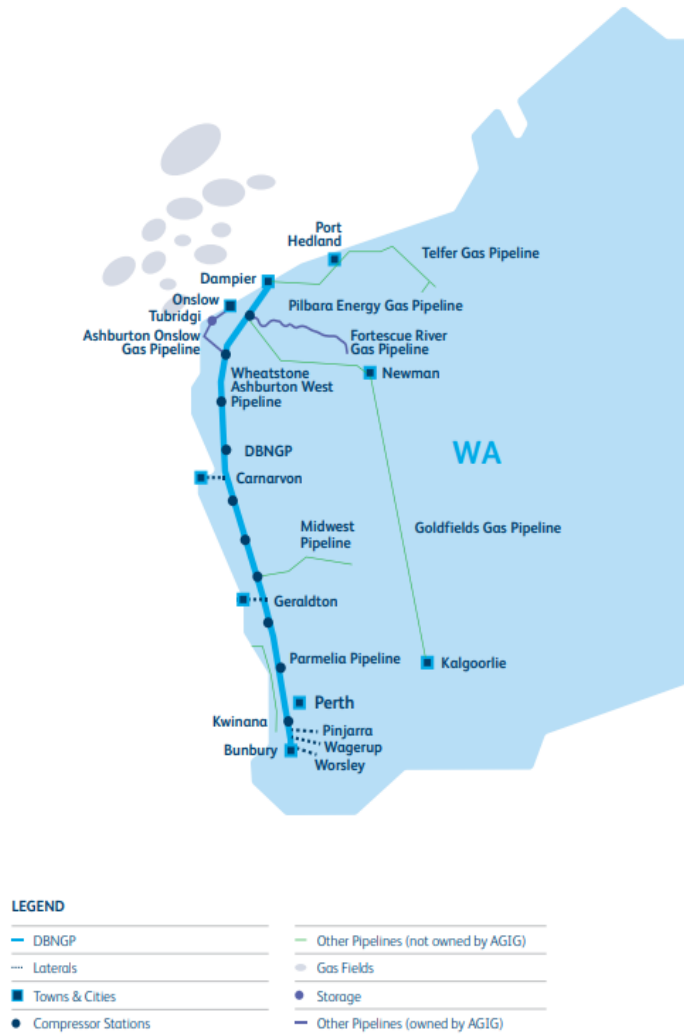 Port
Hedland
Telfer Gas Pipeline
Dampier
Onslow
Tubridgi
Pilbara Energy Gas Pipeline
Ashburton Onslow
Gas Pipeline
Fortescue River
Gas Pipeline
Wheatstone
Ashburton West
Pipeline
Newman
DBNGP
WA
Carnarvon
Midwest
Pipeline
Goldfields Gas Pipeline
Geraldton
Parmelia Pipeline
Kalgoorlie
Perth
Kwinana
Pinjarra
Wagerup
Bunbury
Worsley
LEGEND
DBNGP
Laterals
Towns & Cities
Compressor Stations
Other Pipelines (not owned by AGIG)
Gas Fields
Storage
Other Pipelines (owned by AGIG)